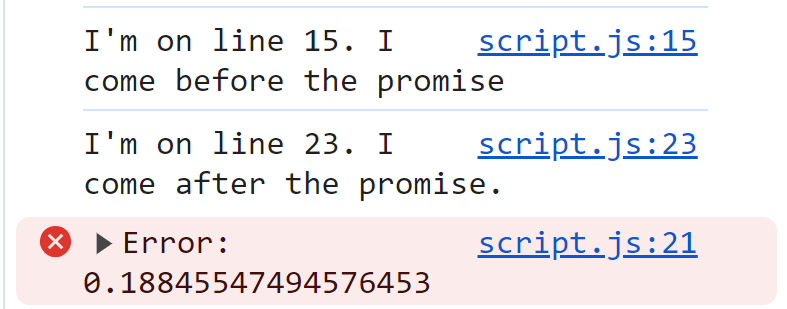 I'm on line 15. I script.js:15
come before the promise
I'm on line 23. I script.js:23
come after the promise.
Error: script.js:21
0.18845547494576453